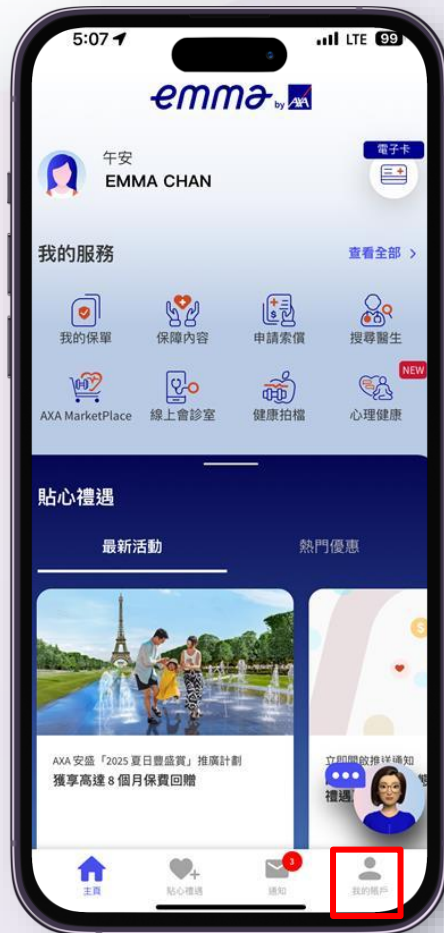 5:07 LTE 99
emma by AXA
午安
EMMA CHAN
電子卡
我的服務 查看全部 >
我的保單 保障內容 申請索償 搜尋醫生
NEW
AXA MarketPlace 線上會診室 健康拍檔 心理健康
貼心禮遇
最新活動 熱門優惠
$
AXA 安盛「2025 夏日豐盛賞」推廣計劃
獲享高達 8 個月保費回贈
立即開啟推送通知
禮遇
3
主頁 貼心禮遇 通知 我的賬戶